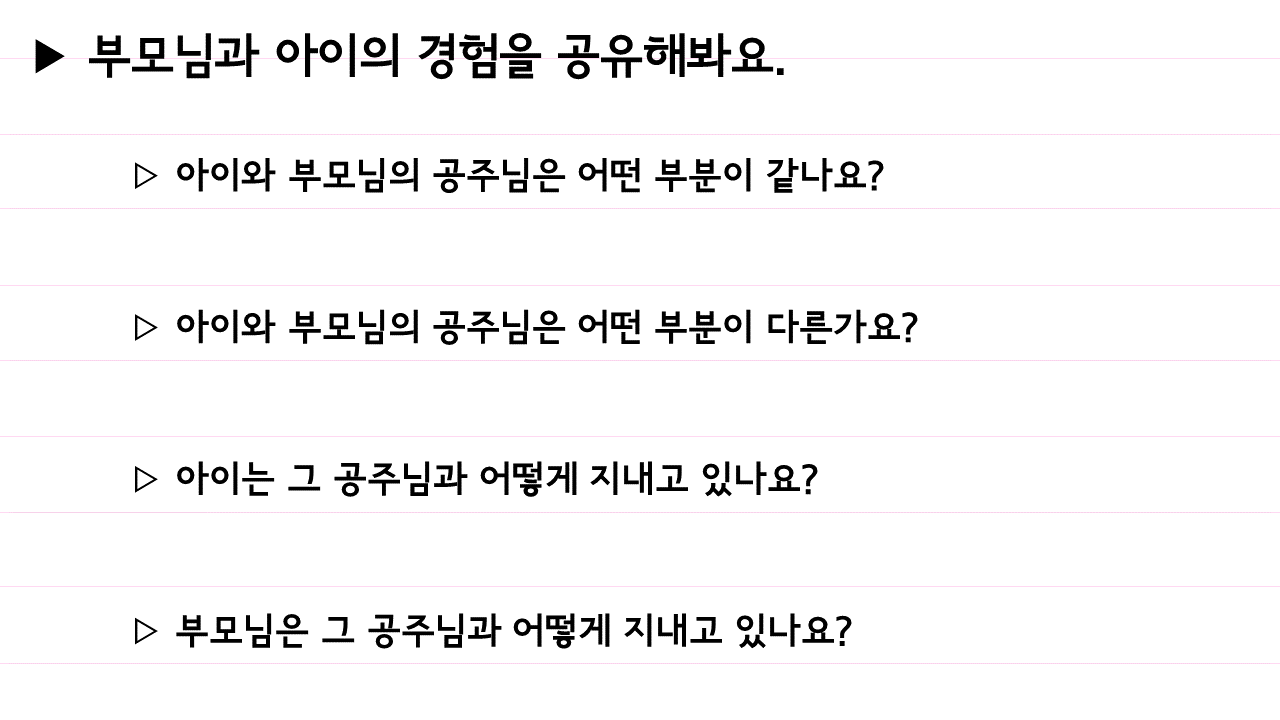 ▶ 부모님과 아이의 경험을 공유해봐요.
▷ 아이와 부모님의 공주님은 어떤 부분이 같나요?
▷ 아이와 부모님의 공주님은 어떤 부분이 다른가요?
▷ 아이는 그 공주님과 어떻게 지내고 있나요?
▷ 부모님은 그 공주님과 어떻게 지내고 있나요?